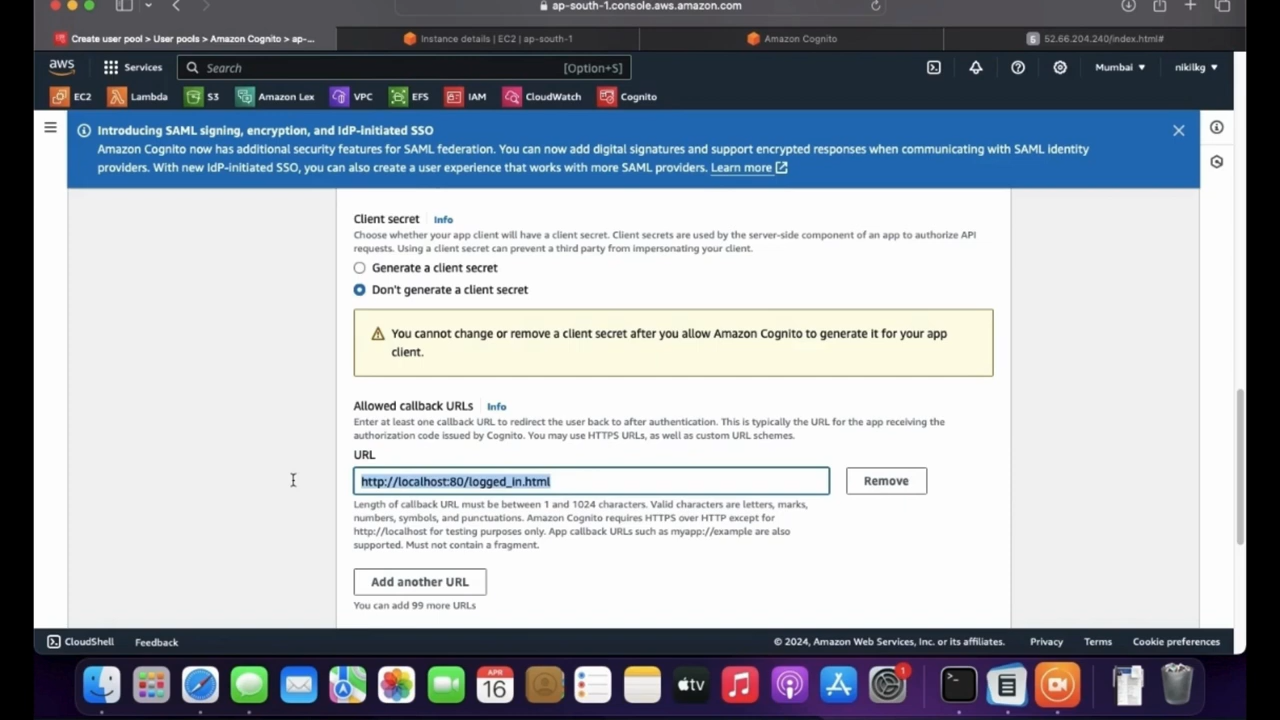 ap-south-1.console.aws.amazon.com
Create user pool > User pools > Amazon Cognito > ap-...
Instance details | EC2 | ap-south-1
Amazon Cognito
52.66.204.240/index.html#
aws
Services
Search
[Option+S]
Mumbai
nikilkg
EC2
Lambda
S3
Amazon Lex
VPC
EFS
IAM
CloudWatch
Cognito
Introducing SAML signing, encryption, and IdP-initiated SSO
Amazon Cognito now has additional security features for SAML federation. You can now add digital signatures and support encrypted responses when communicating with SAML identity
providers. With new IdP-initiated SSO, you can also create a user experience that works with more SAML providers. Learn more
Client secret Info
Choose whether your app client will have a client secret. Client secrets are used by the server-side component of an app to authorize API
requests. Using a client secret can prevent a third party from impersonating your client.
Generate a client secret
Don't generate a client secret
You cannot change or remove a client secret after you allow Amazon Cognito to generate it for your app
client.
Allowed callback URLs Info
Enter at least one callback URL to redirect the user back to after authentication. This is typically the URL for the app receiving the
authorization code issued by Cognito. You may use HTTPS URLs, as well as custom URL schemes.
URL
http://localhost:80/logged_in.html
Remove
Length of callback URL must be between 1 and 1024 characters. Valid characters are letters, marks,
numbers, symbols, and punctuations. Amazon Cognito requires HTTPS over HTTP except for
http://localhost for testing purposes only. App callback URLs such as myapp://example are also
supported. Must not contain a fragment.
Add another URL
You can add 99 more URLs
CloudShell
Feedback
© 2024, Amazon Web Services, Inc. or its affiliates.
Privacy
Terms
Cookie preferences
APR
16
tv
1